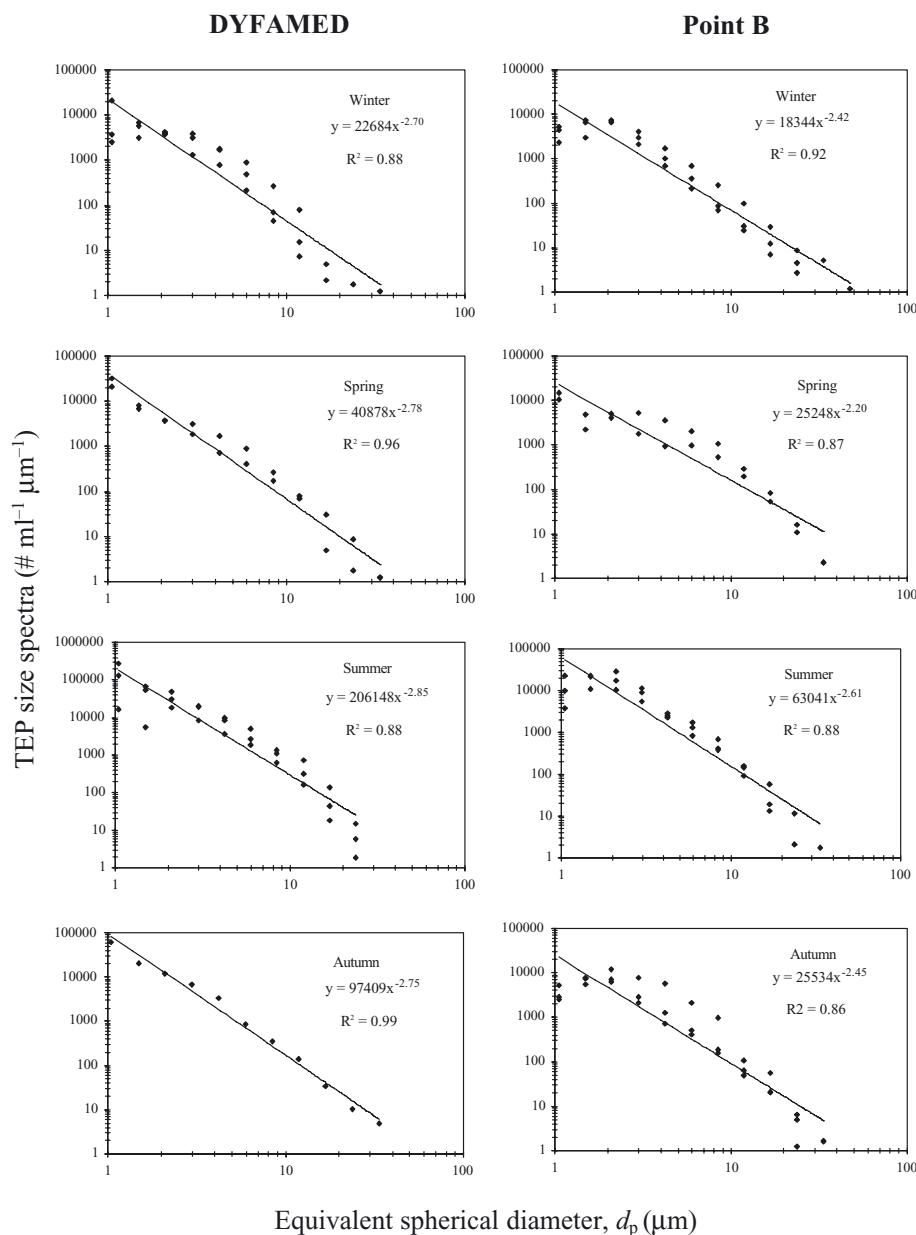 DYFAMED
Point B
TEP size spectra (# ml⁻¹ µm⁻¹)
100000
10000
1000
100
10
1
Winter
y = 22684x⁻²·⁷⁰
R² = 0.88
1 10 100
100000
10000
1000
100
10
1
Winter
y = 18344x⁻²·⁴²
R² = 0.92
1 10 100
100000
10000
1000
100
10
1
Spring
y = 40878x⁻²·⁷⁸
R² = 0.96
1 10 100
100000
10000
1000
100
10
1
Spring
y = 25248x⁻²·²⁰
R² = 0.87
1 10 100
1000000
100000
10000
1000
100
10
1
Summer
y = 206148x⁻²·⁸⁵
R² = 0.88
1 10 100
100000
10000
1000
100
10
1
Summer
y = 63041x⁻²·⁶¹
R² = 0.88
1 10 100
100000
10000
1000
100
10
1
Autumn
y = 97409x⁻²·⁷⁵
R² = 0.99
1 10 100
100000
10000
1000
100
10
1
Autumn
y = 25534x⁻²·⁴⁵
R2 = 0.86
1 10 100
Equivalent spherical diameter, dₚ (µm)